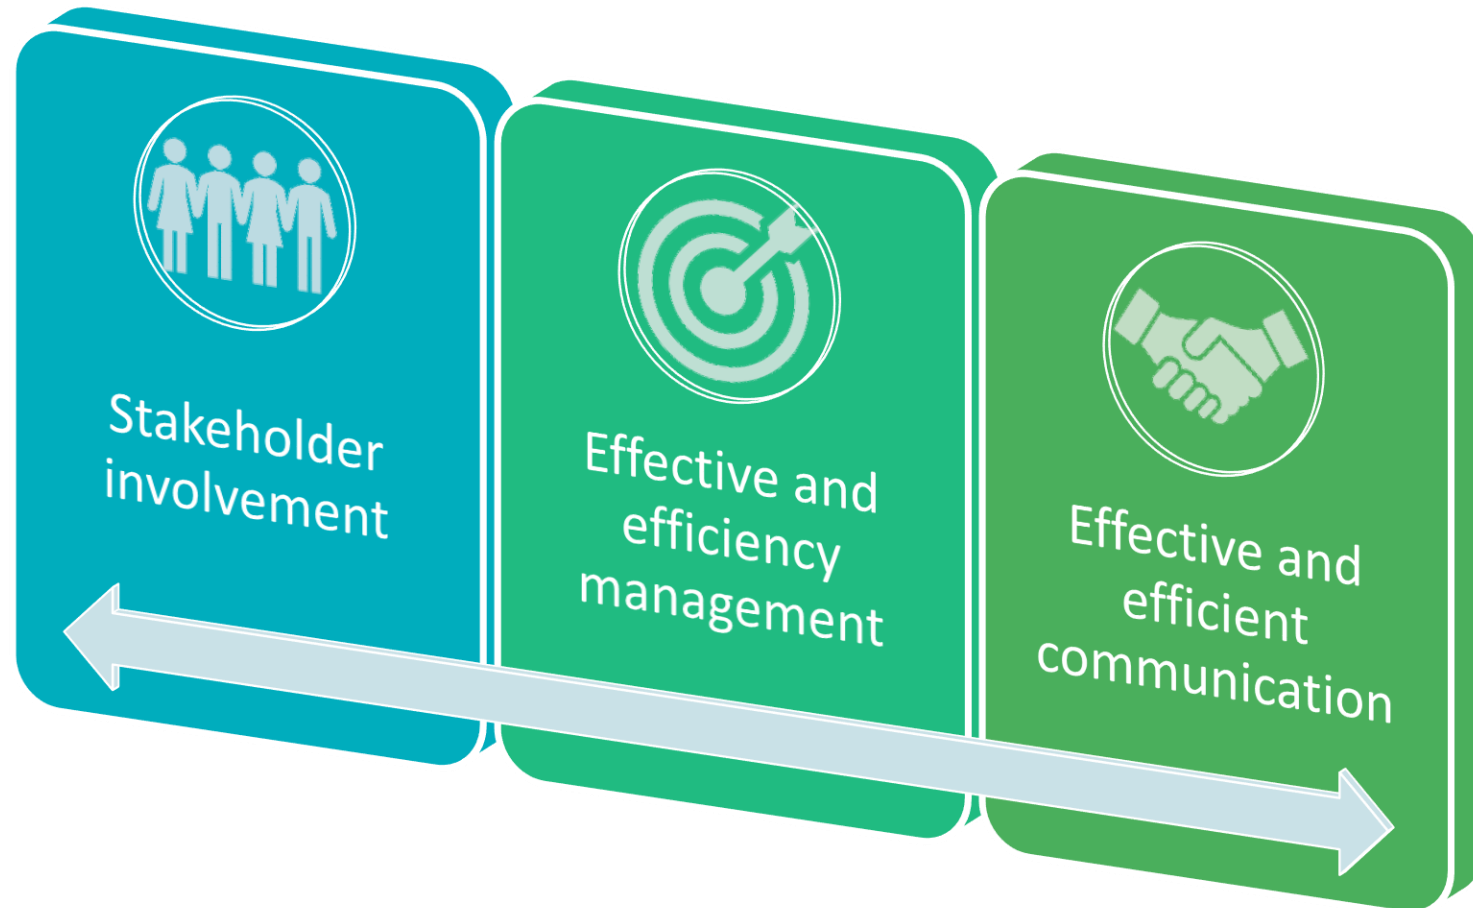 Stakeholder
involvement
Effective and
efficiency
management
Effective and
efficient
communication